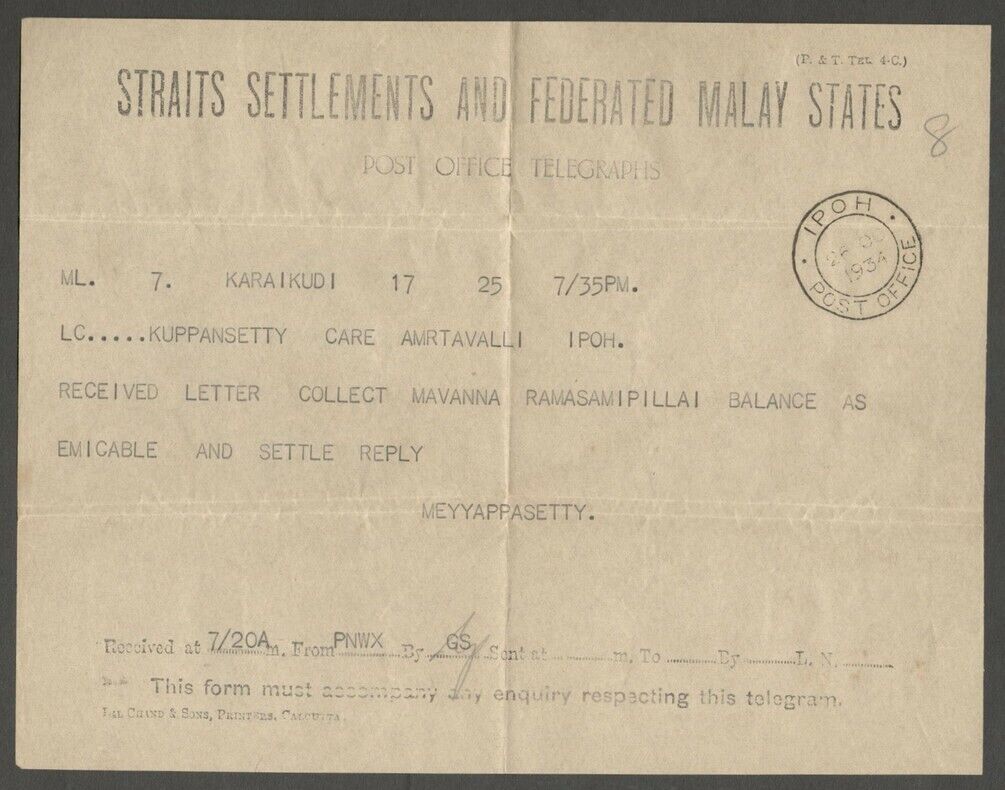 (P. & T. Tel. 4-C.)
STRAITS SETTLEMENTS AND FEDERATED MALAY STATES
8
POST OFFICE TELEGRAPHS
IPOH
1934
POST OFFICE
ML. 7. KARAIKUDI 17 25 7/35PM.
LC.....KUPPANSETTY CARE AMRTAVALLI IPOH.
RECEIVED LETTER COLLECT MAVANNA RAMASAMIPILLAI BALANCE AS
EMICABLE AND SETTLE REPLY
MEYYAPPASETTY.
Received at 7/20A m. From PNWX By GS Sent at ........ m. To ........ By ........ L. N. ........
This form must accompany any enquiry respecting this telegram.
Lal Chand & Sons, Printers, Calcutta.